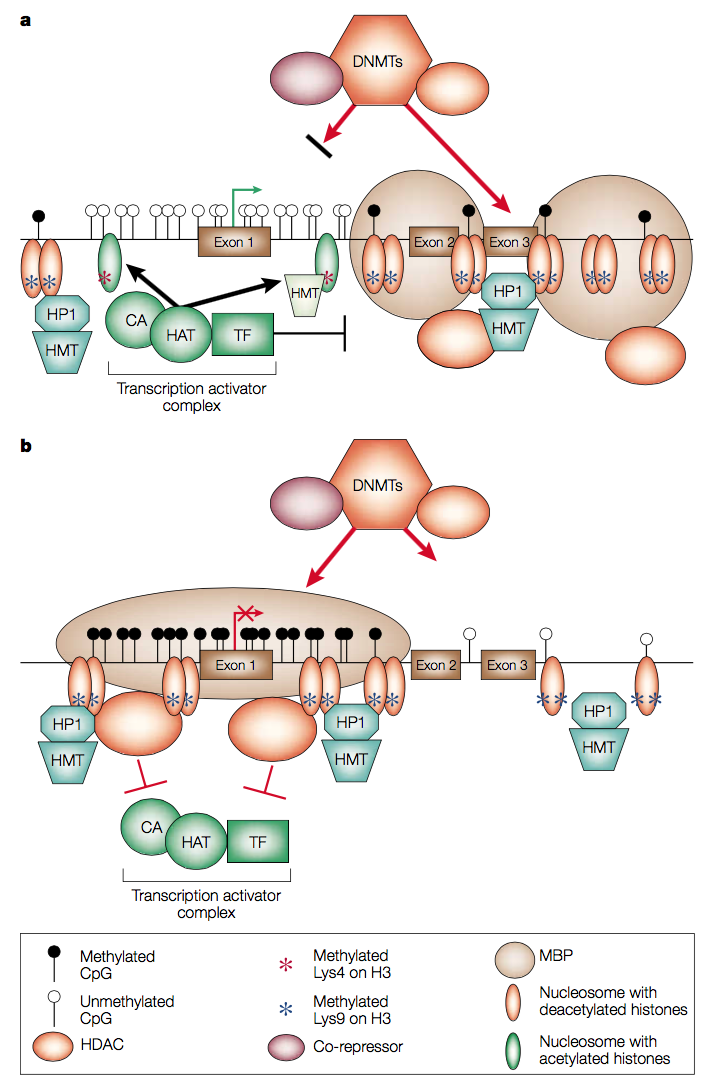 a
DNMTs
Exon 1
Exon 2
Exon 3
HP1
HMT
CA
HAT
TF
HMT
HP1
HMT
Transcription activator
complex
b
DNMTs
Exon 1
Exon 2
Exon 3
HP1
HMT
HP1
HMT
HP1
HMT
CA
HAT
TF
Transcription activator
complex
Methylated
CpG
Unmethylated
CpG
HDAC
Methylated
Lys4 on H3
Methylated
Lys9 on H3
Co-repressor
MBP
Nucleosome with
deacetylated histones
Nucleosome with
acetylated histones